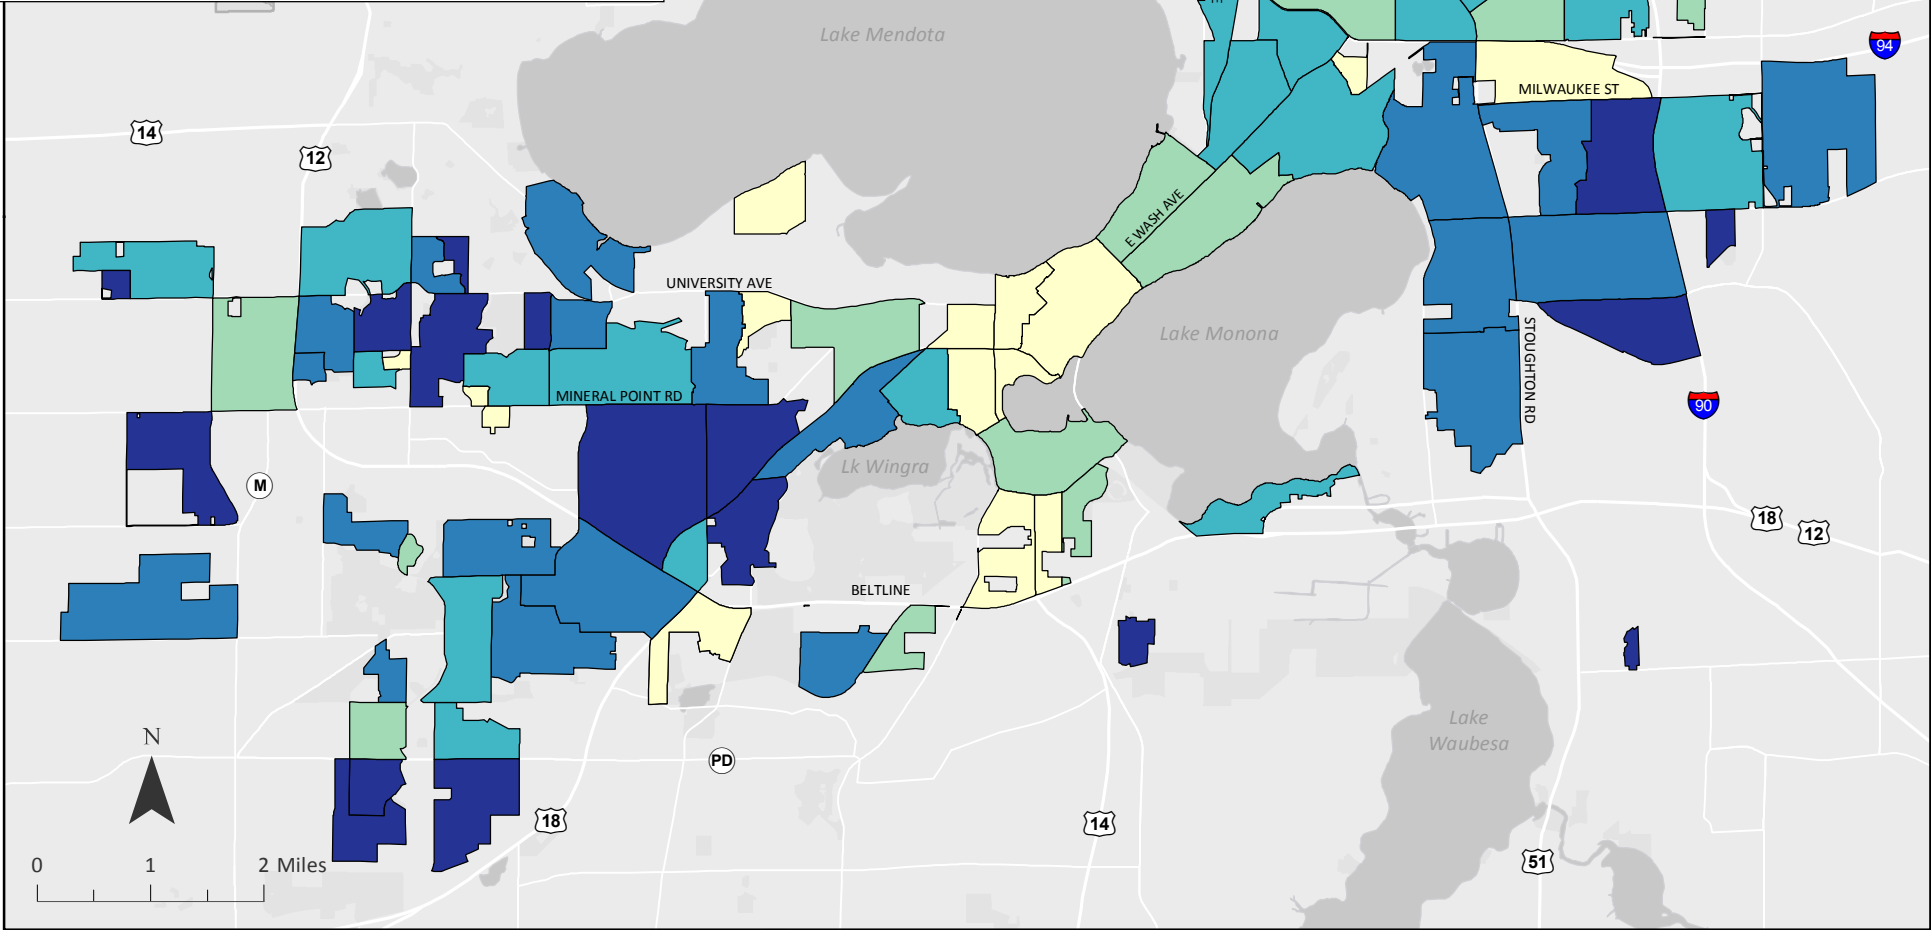 E
Lake Mendota
94
MILWAUKEE ST
14
12
E WASH AVE
UNIVERSITY AVE
Lake Monona
STOUGHTON RD
MINERAL POINT RD
90
Lk Wingra
M
18
12
BELTLINE
Lake
Waubesa
N
PD
18
14
51
0 1 2 Miles